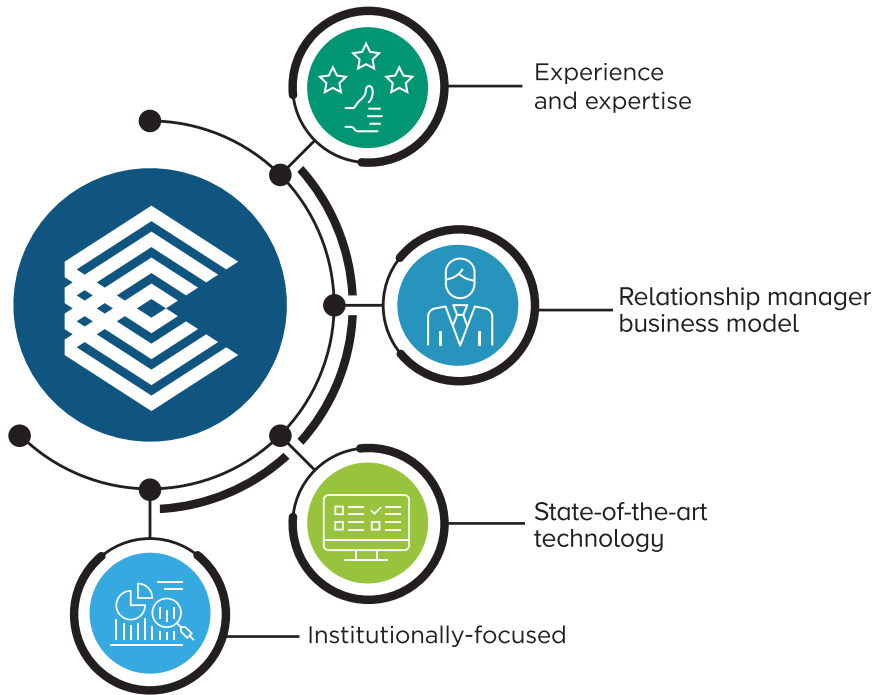 Experience
and expertise
Relationship manager
business model
State-of-the-art
technology
Institutionally-focused